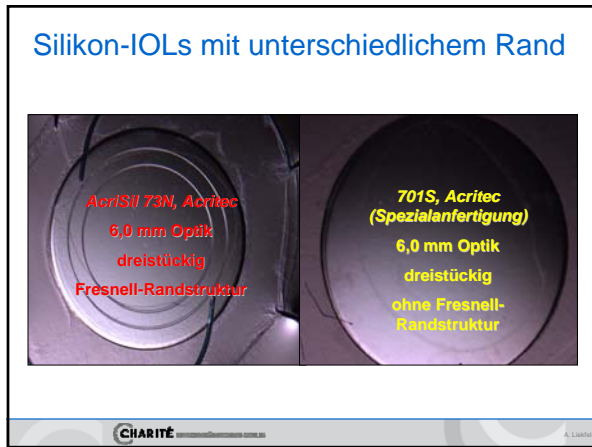 Silikon-IOLs mit unterschiedlichem Rand
AcriSil 73N, Acritec
6,0 mm Optik
dreistückig
Fresnell-Randstruktur
701S, Acritec
(Spezialanfertigung)
6,0 mm Optik
dreistückig
ohne Fresnell-
Randstruktur
CHARITÉ